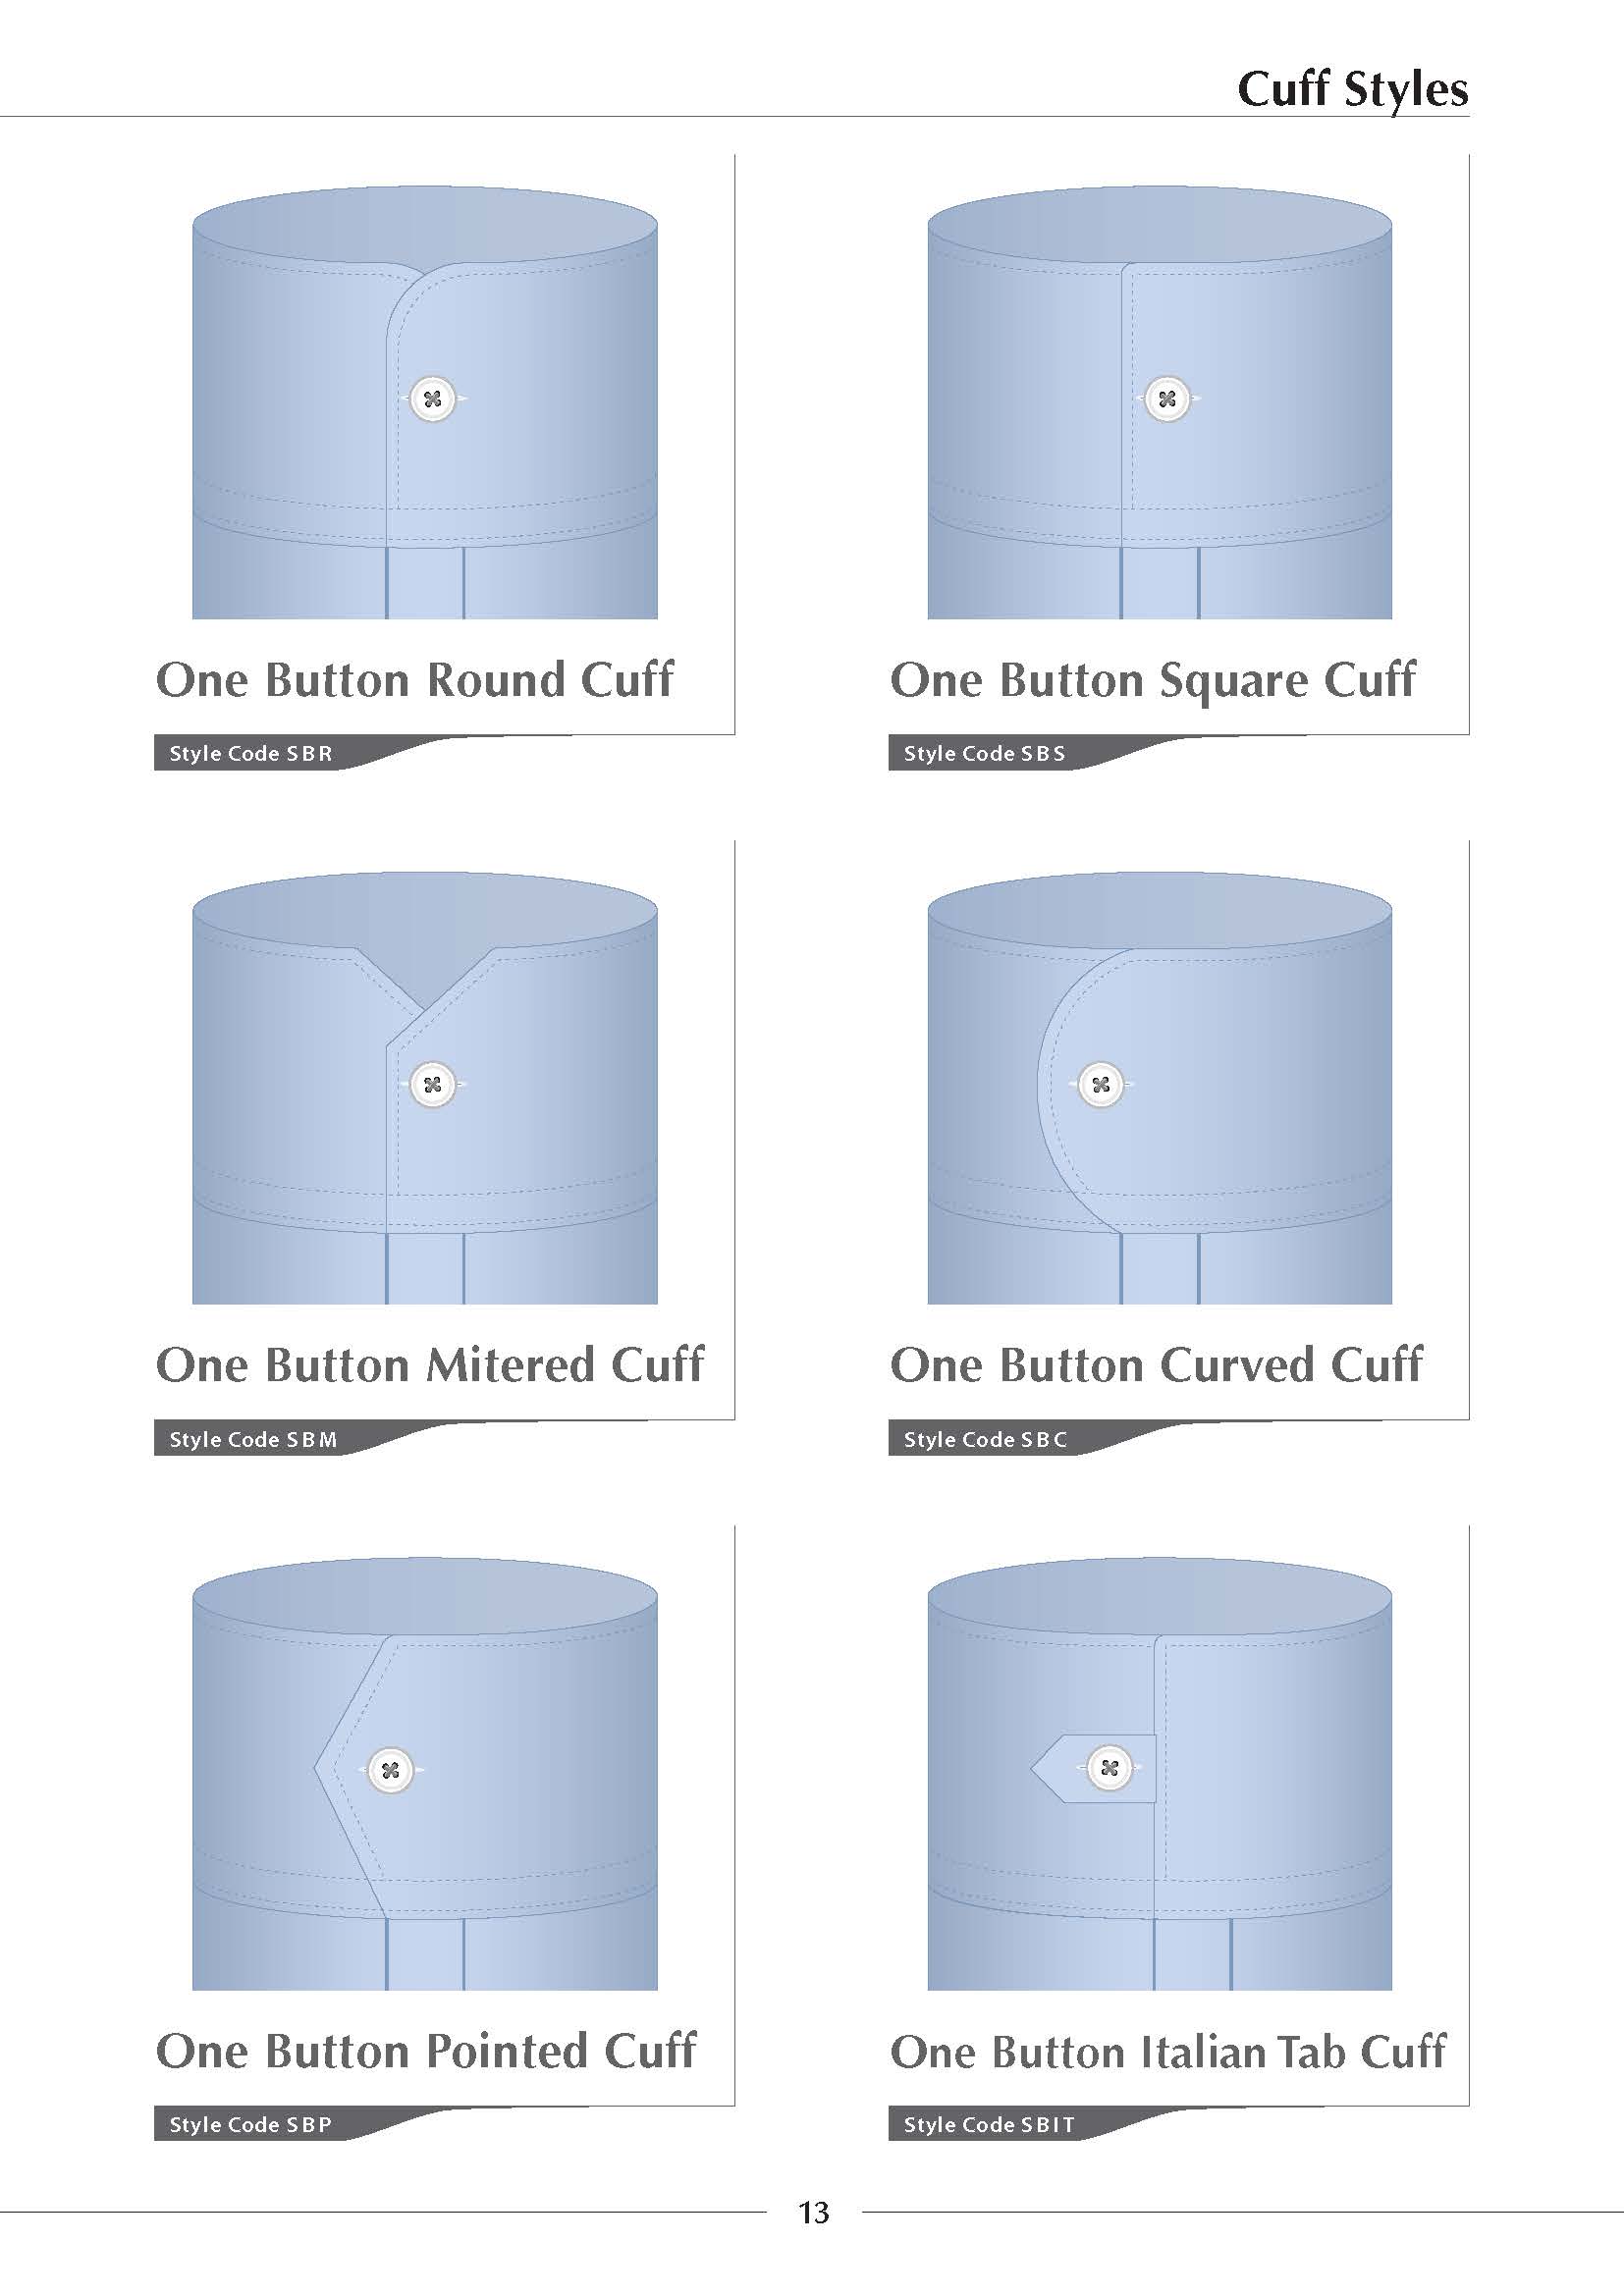 Cuff Styles
One Button Round Cuff
Style Code SBR
One Button Square Cuff
Style Code SBS
One Button Mitered Cuff
Style Code SBM
One Button Curved Cuff
Style Code SBC
One Button Pointed Cuff
Style Code SBP
One Button Italian Tab Cuff
Style Code SBIT
13